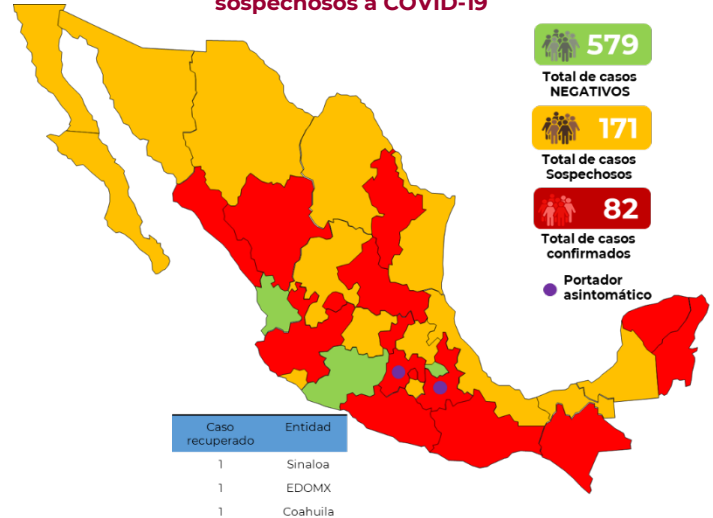 sospechosos a COVID-19
579
Total de casos
NEGATIVOS
171
Total de casos
Sospechosos
82
Total de casos
confirmados
Portador
asintomático
Caso
recuperado
Entidad
1 Sinaloa
1 EDOMX
1 Coahuila